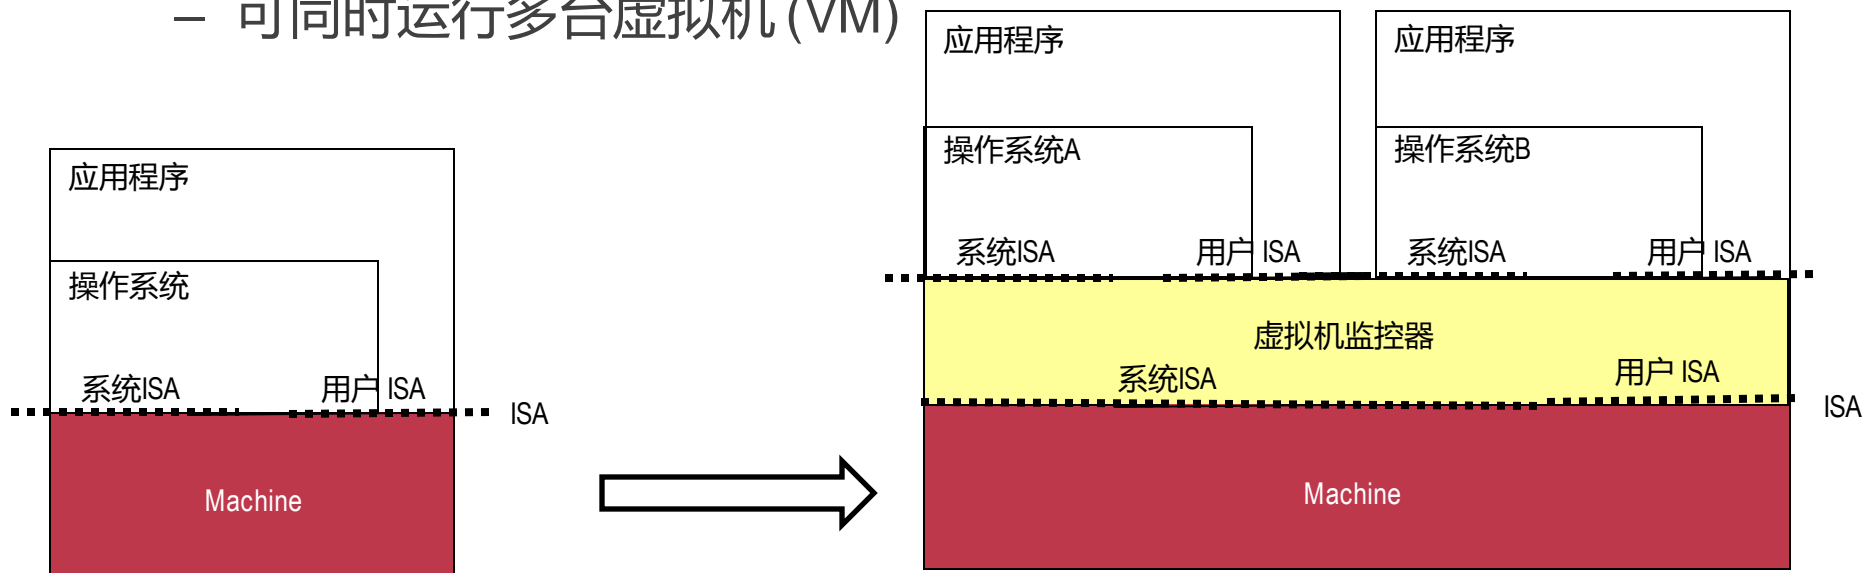 – 可同时运行多台虚拟机 (VM)
应用程序
操作系统
系统ISA
用户 ISA
ISA
Machine
应用程序
操作系统A
系统ISA
用户 ISA
应用程序
操作系统B
系统ISA
用户 ISA
虚拟机监控器
系统ISA
用户 ISA
ISA
Machine